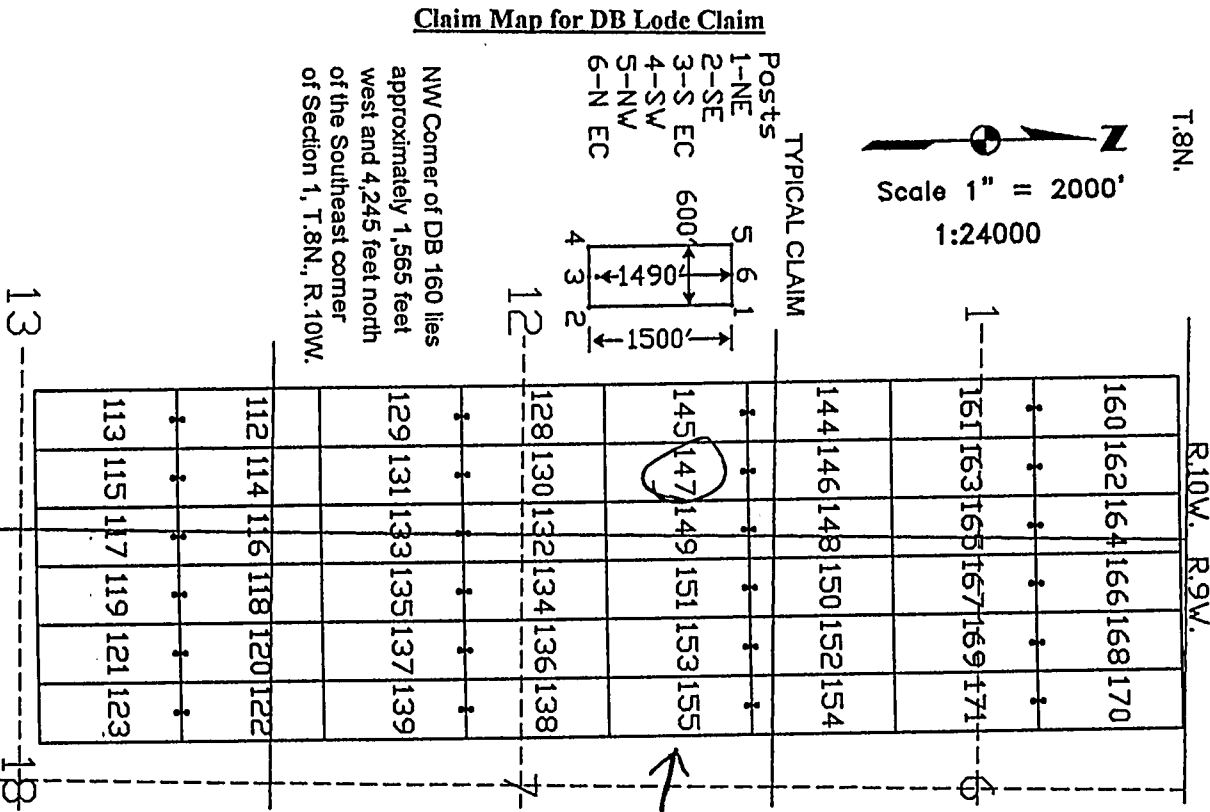 Claim Map for DB Lode Claim
T.8N.
Z
Scale 1" = 2000'
1:24000
Posts
1-NE
2-SE
3-S EC
4-SW
5-NW
6-N EC
TYPICAL CLAIM
5 6 1
600'
1490'
1500'
4 3 2
NW Corner of DB 160 lies
approximately 1,565 feet
west and 4,245 feet north
of the Southeast corner
of Section 1, T.8N., R.10W.
R.10W. R.9W.
160 162 164 166 168 170
1
161 163 165 167 169 171
6
144 146 148 150 152 154
145 147 149 151 153 155
12
128 130 132 134 136 138
7
129 131 133 135 137 139
112 114 116 118 120 122
113 115 117 119 121 123
13
18